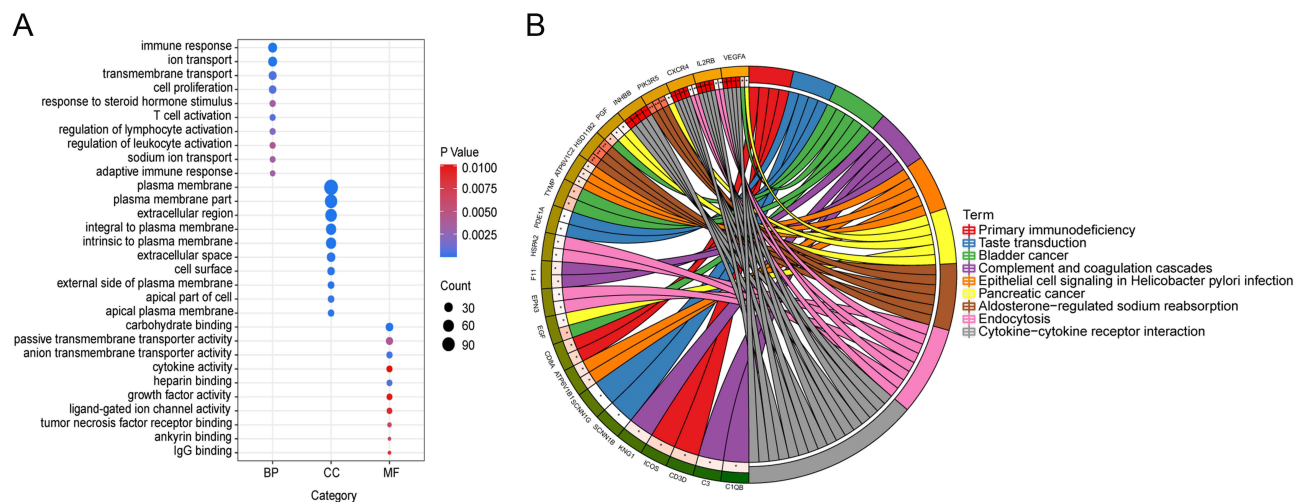 A
immune response
ion transport
transmembrane transport
cell proliferation
response to steroid hormone stimulus
T cell activation
regulation of lymphocyte activation
regulation of leukocyte activation
sodium ion transport
adaptive immune response
plasma membrane
plasma membrane part
extracellular region
integral to plasma membrane
intrinsic to plasma membrane
extracellular space
cell surface
external side of plasma membrane
apical part of cell
apical plasma membrane
carbohydrate binding
passive transmembrane transporter activity
anion transmembrane transporter activity
cytokine activity
heparin binding
growth factor activity
ligand-gated ion channel activity
tumor necrosis factor receptor binding
ankyrin binding
IgG binding
BP
CC
MF
Category
P Value
0.0100
0.0075
0.0050
0.0025
Count
30
60
90
B
VEGFA
IL2RB
CXCR4
PIK3R5
INHBB
PGF
HSD11B2
ATP6V1C2
TYMP
PDE1A
HSPA2
F11
EPN3
EGF
CD8A
ATP6V1B1
SCNN1G
SCNN1B
KNG1
ICOS
CD3D
C3
C1QB
Term
Primary immunodeficiency
Taste transduction
Bladder cancer
Complement and coagulation cascades
Epithelial cell signaling in Helicobacter pylori infection
Pancreatic cancer
Aldosterone−regulated sodium reabsorption
Endocytosis
Cytokine−cytokine receptor interaction